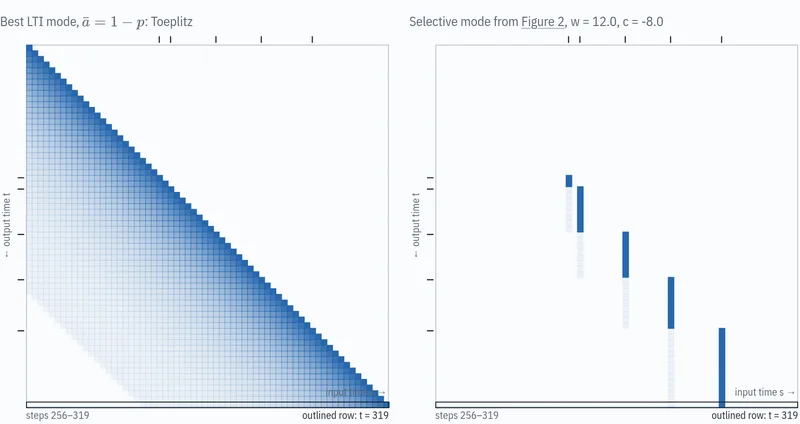 Best LTI mode, ā = 1 − p: Toeplitz
Selective mode from Figure 2, w = 12.0, c = -8.0
← output time t
input time s →
steps 256–319
outlined row: t = 319
← output time t
input time s →
steps 256–319
outlined row: t = 319